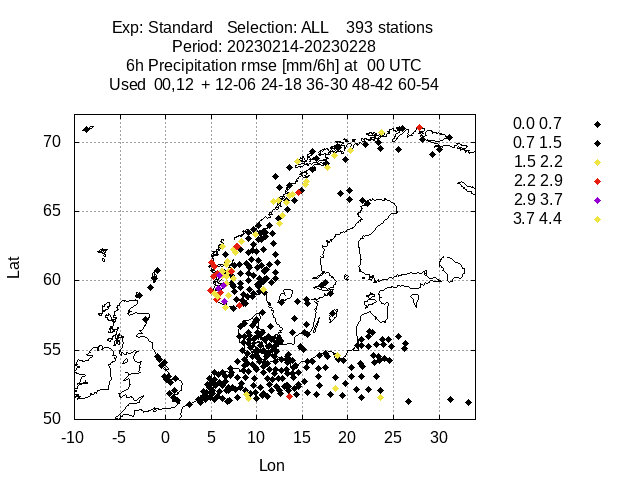 Exp: Standard Selection: ALL 393 stations
Period: 20230214-20230228
6h Precipitation rmse [mm/6h] at 00 UTC
Used 00,12 + 12-06 24-18 36-30 48-42 60-54
70
65
60
55
50
Lat
-10 -5 0 5 10 15 20 25 30
Lon
0.0 0.7
0.7 1.5
1.5 2.2
2.2 2.9
2.9 3.7
3.7 4.4